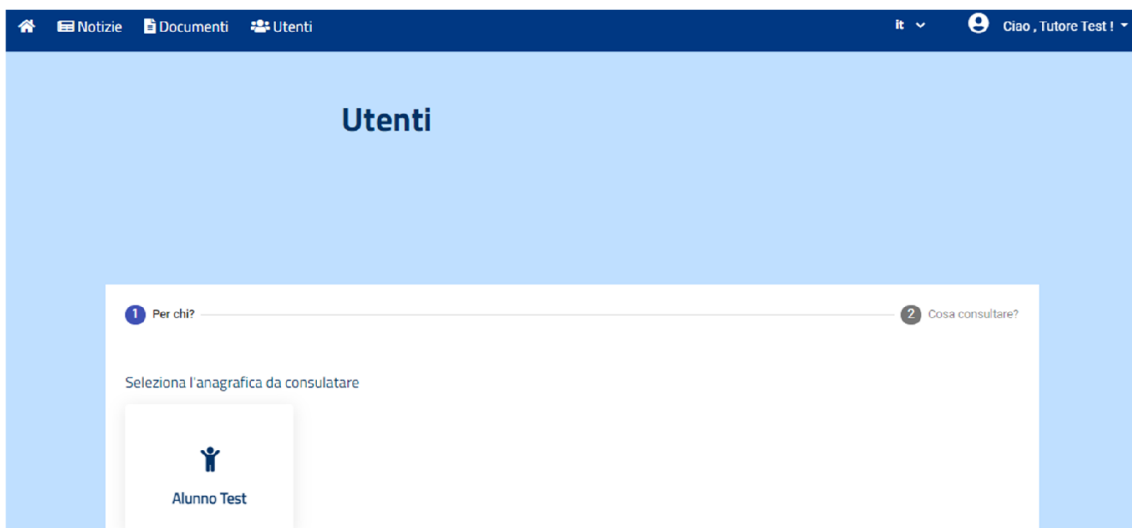 Notizie Documenti Utenti it Ciao , Tutore Test !
Utenti
1 Per chi? 2 Cosa consultare?
Seleziona l'anagrafica da consulatare
Alunno Test